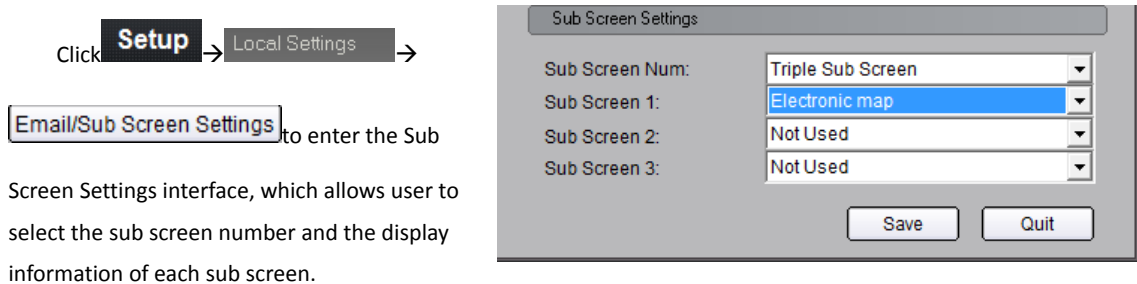 Click Setup → Local Settings →
Email/Sub Screen Settings to enter the Sub
Screen Settings interface, which allows user to
select the sub screen number and the display
information of each sub screen.
Sub Screen Settings
Sub Screen Num: Triple Sub Screen
Sub Screen 1: Electronic map
Sub Screen 2: Not Used
Sub Screen 3: Not Used
Save Quit